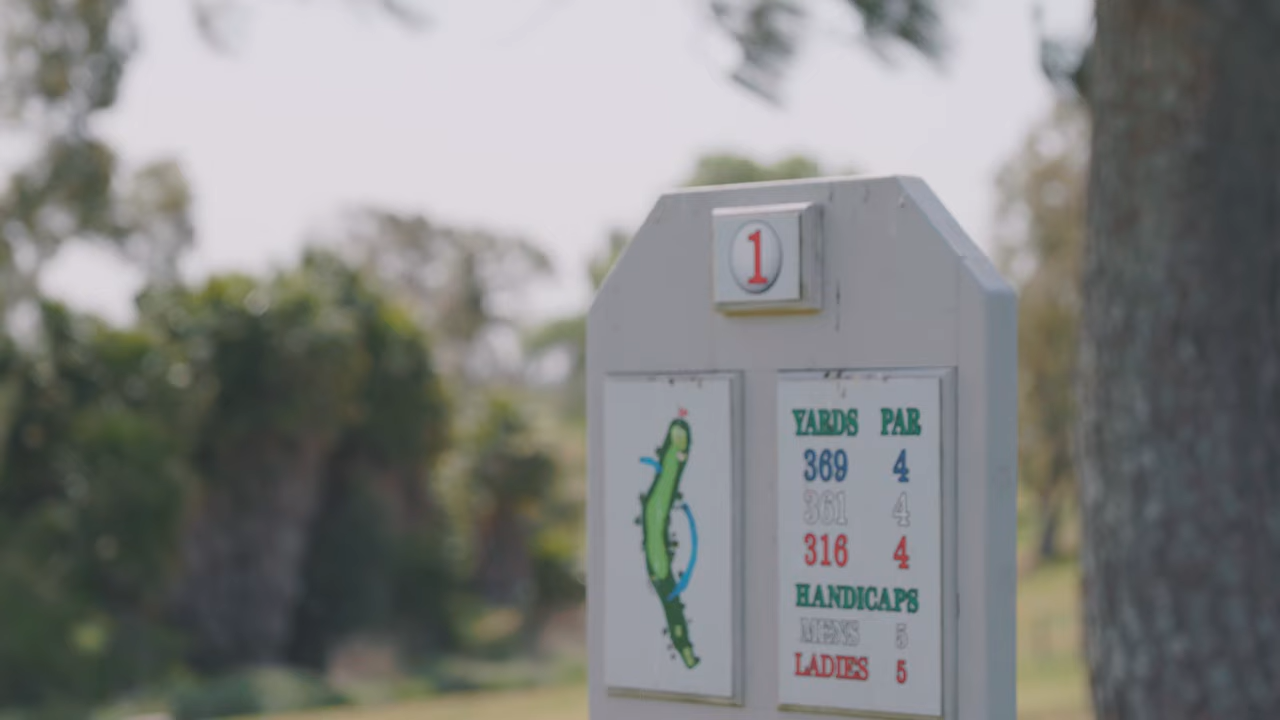 1
YARDS PAR
369 4
361 4
316 4
HANDICAPS
MENS 5
LADIES 5